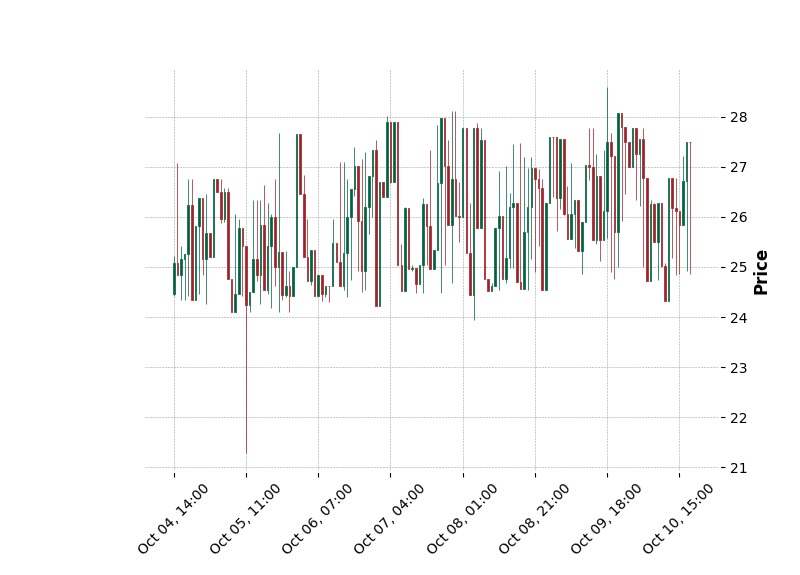 28
27
26
25
24
23
22
21
Price
Oct 04, 14:00
Oct 05, 11:00
Oct 06, 07:00
Oct 07, 04:00
Oct 08, 01:00
Oct 08, 21:00
Oct 09, 18:00
Oct 10, 15:00